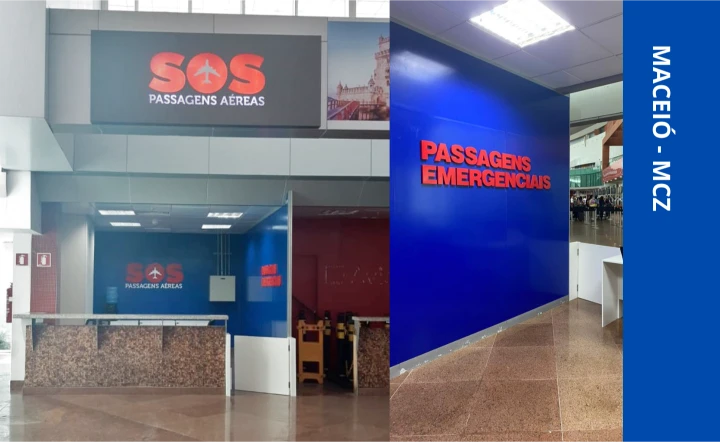 SOS
PASSAGENS AÉREAS
SOS
PASSAGENS AÉREAS
PASSAGENS
EMERGENCIAIS
MACEIÓ - MCZ